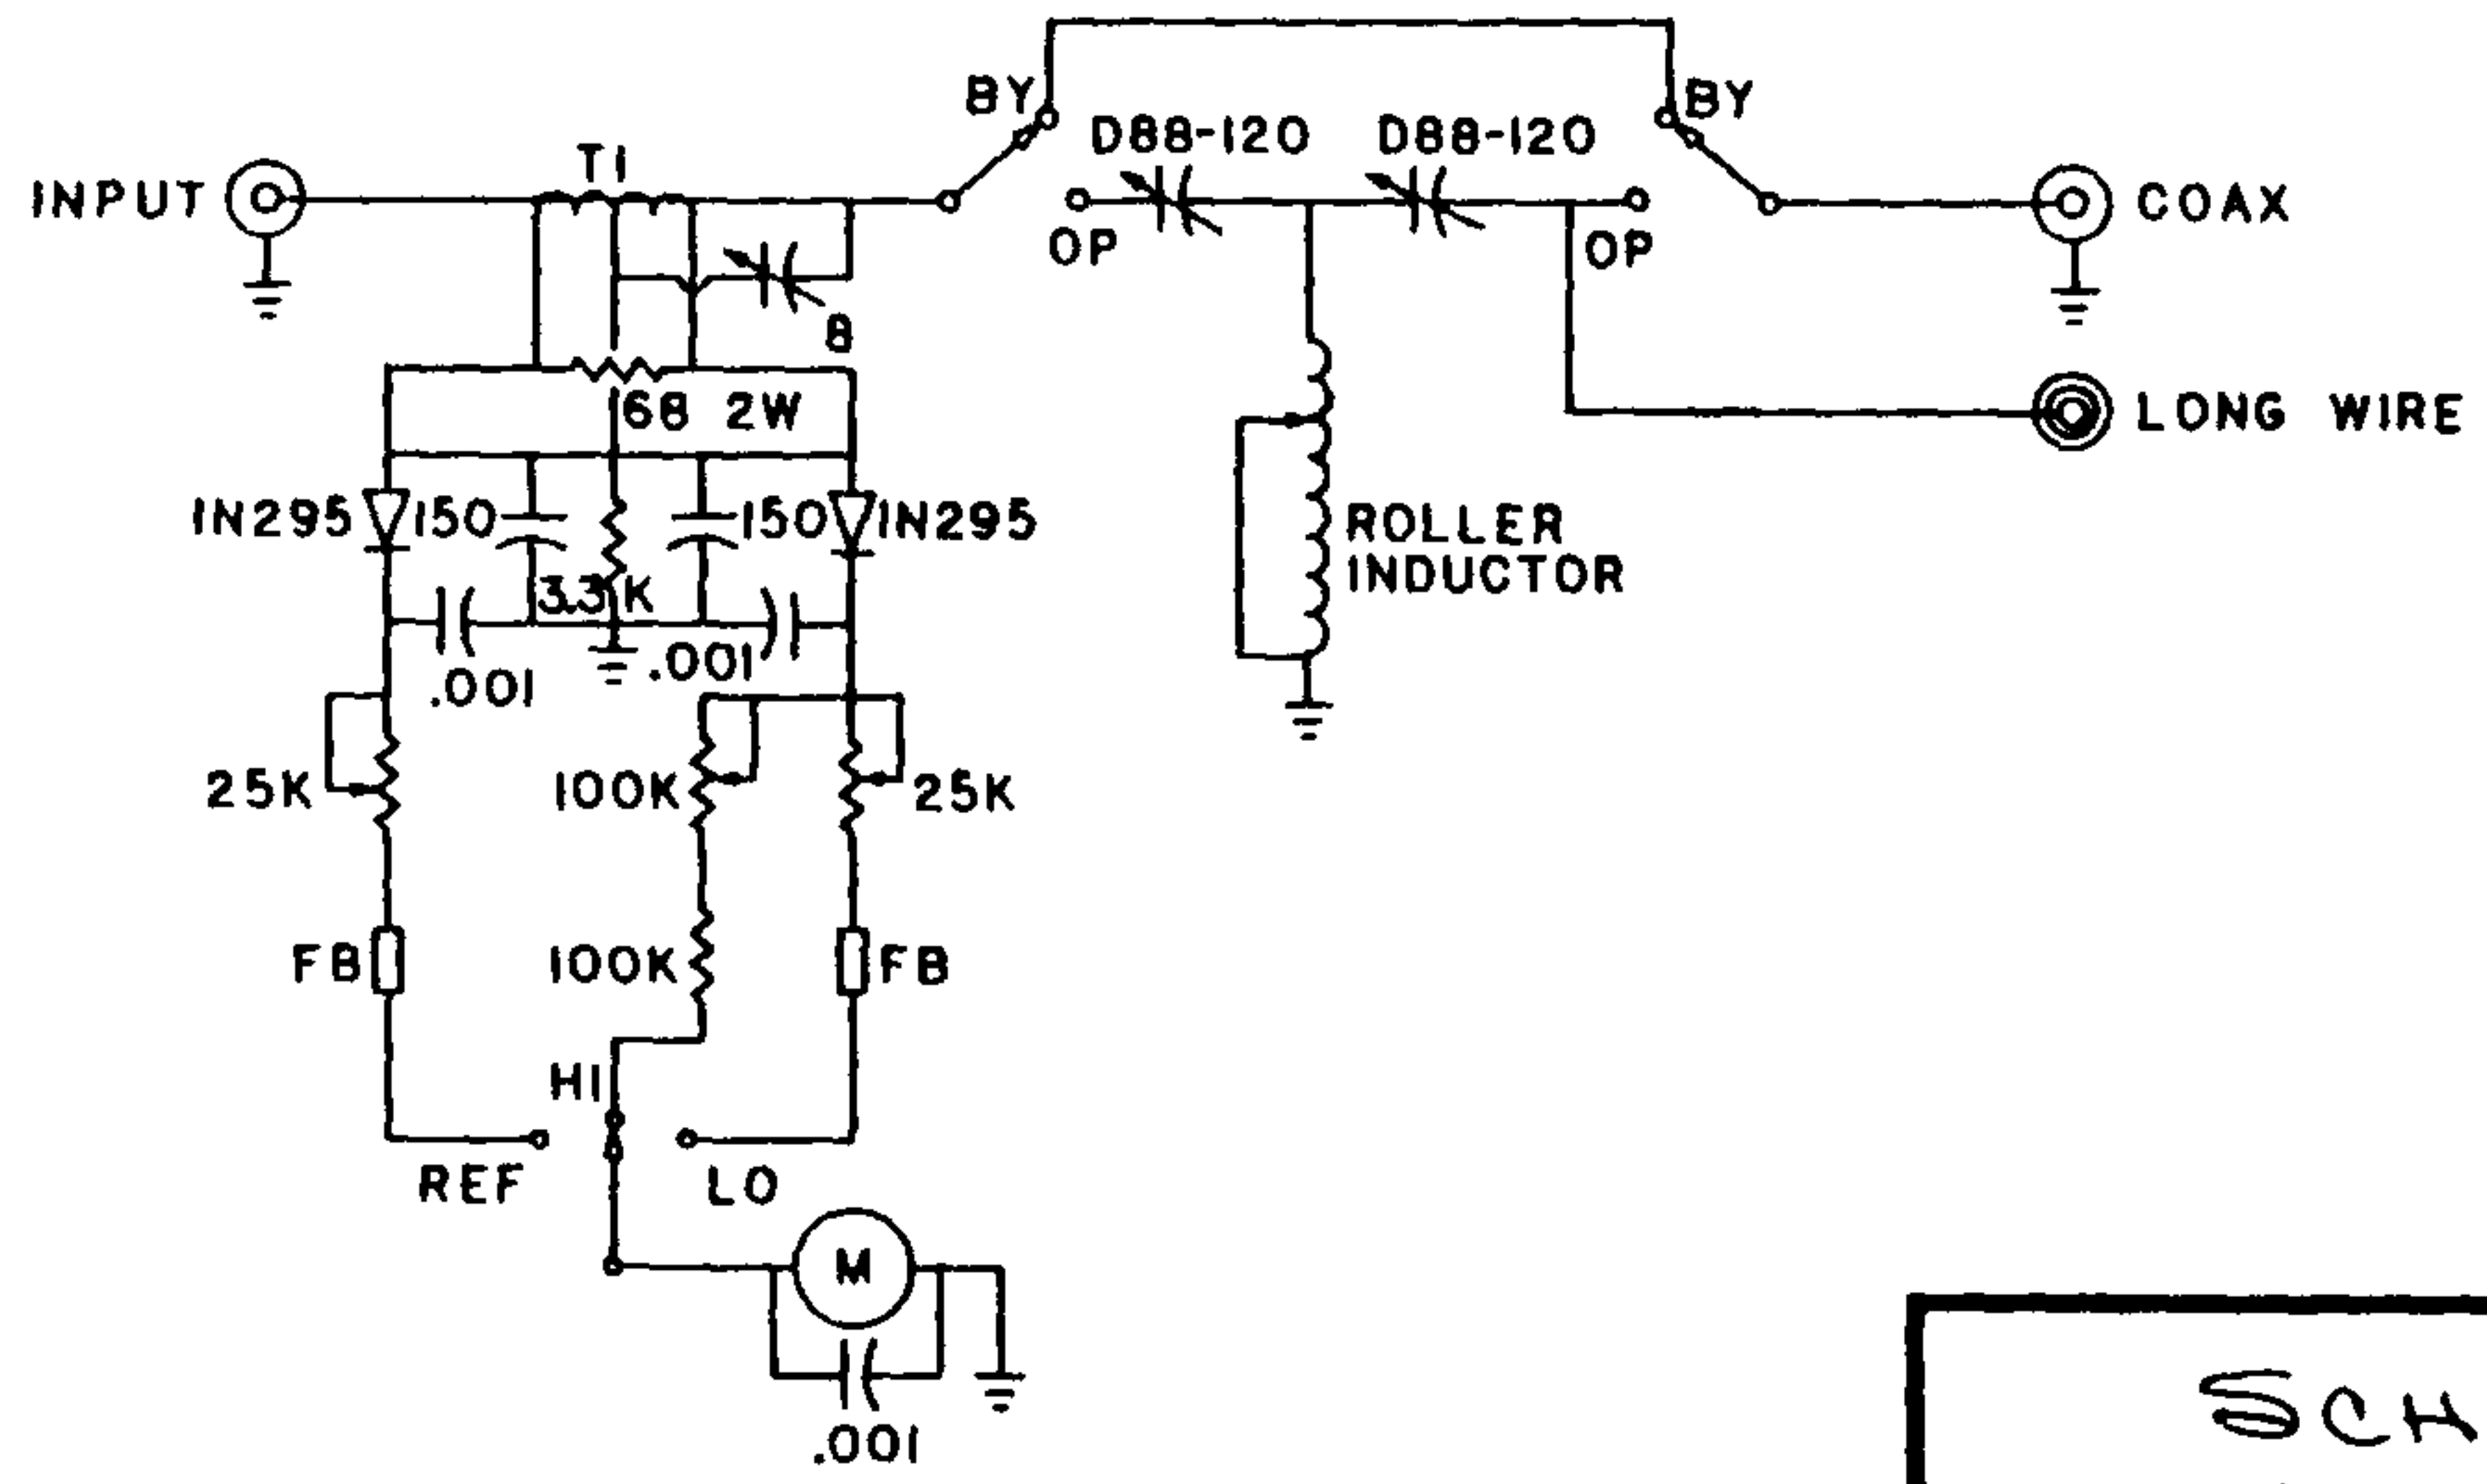 BY
BY
D88-120
D88-120
T1
INPUT
COAX
OP
OP
8
68 2W
LONG WIRE
1N295
150
150
1N295
ROLLER
INDUCTOR
3.3K
.001
.001
25K
100K
25K
FB
100K
FB
HI
REF
LO
M
.001
SCH